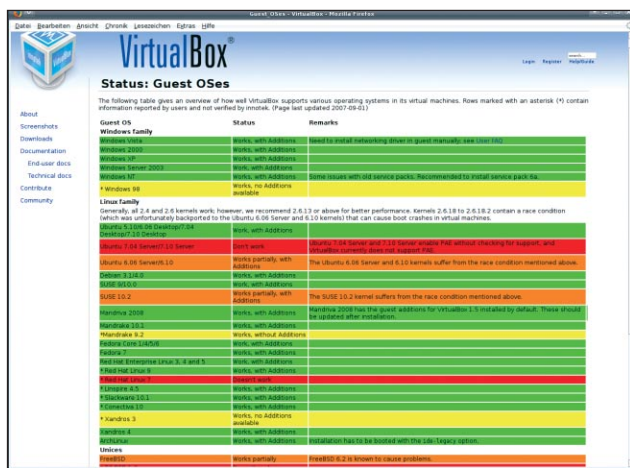 Guest_OSes - VirtualBox - Mozilla Firefox
Datei Bearbeiten Ansicht Chronik Lesezeichen Extras Hilfe
VirtualBox®
search...
Login Register Help/Guide
Status: Guest OSes
The following table gives an overview of how well VirtualBox supports various operating systems in its virtual machines. Rows marked with an asterisk (*) contain
information reported by users and not verified by innotek. (Page last updated 2007-09-01)
About
Screenshots
Downloads
Documentation
End-user docs
Technical docs
Contribute
Community
Guest OS Status Remarks
Windows family
Windows Vista Works, with Additions Need to install networking driver in guest manually; see User FAQ
Windows 2000 Works, with Additions
Windows XP Works, with Additions
Windows Server 2003 Works, with Additions
Windows NT Works, with Additions Some issues with old service packs. Recommended to install service pack 6a.
* Windows 98 Works, no Additions
available
Linux family
Generally, all 2.4 and 2.6 kernels work; however, we recommend 2.6.13 or above for better performance. Kernels 2.6.18 to 2.6.18.2 contain a race condition
(which was unfortunately backported to the Ubuntu 6.06 Server and 6.10 kernels) that can cause boot crashes in virtual machines.
Ubuntu 5.10/6.06 Desktop/7.04
Desktop/7.10 Desktop Work, with Additions
Ubuntu 7.04 Server/7.10 Server Don't work Ubuntu 7.04 Server and 7.10 Server enable PAE without checking for support, and
VirtualBox currently does not support PAE.
Ubuntu 6.06 Server/6.10 Works partially, with
Additions The Ubuntu 6.06 Server and 6.10 kernels suffer from the race condition mentioned above.
Debian 3.1/4.0 Works, with Additions
SUSE 9/10.0 Work, with Additions
SUSE 10.2 Works partially, with
Additions The SUSE 10.2 kernel suffers from the race condition mentioned above.
Mandriva 2008 Works, with Additions Mandriva 2008 has the guest additions for VirtualBox 1.5 installed by default. These should
be updated after installation.
Mandrake 10.1 Works, with Additions
*Mandrake 9.2 Works, without Additions
Fedora Core 1/4/5/6 Work, with Additions
Fedora 7 Works, with Additions
Red Hat Enterprise Linux 3, 4 and 5 Work, with Additions
* Red Hat Linux 9 Works, with Additions
* Red Hat Linux 7 Doesn't work
* Linspire 4.5 Works, with Additions
* Slackware 10.1 Works, with Additions
* Conectiva 10 Works, with Additions
* Xandros 3 Works, no Additions
available
Xandros 4 Works, with Additions
ArchLinux Works, with Additions Installation has to be booted with the ide-legacy option.
Unices
FreeBSD Works partially FreeBSD 6.2 is known to cause problems.